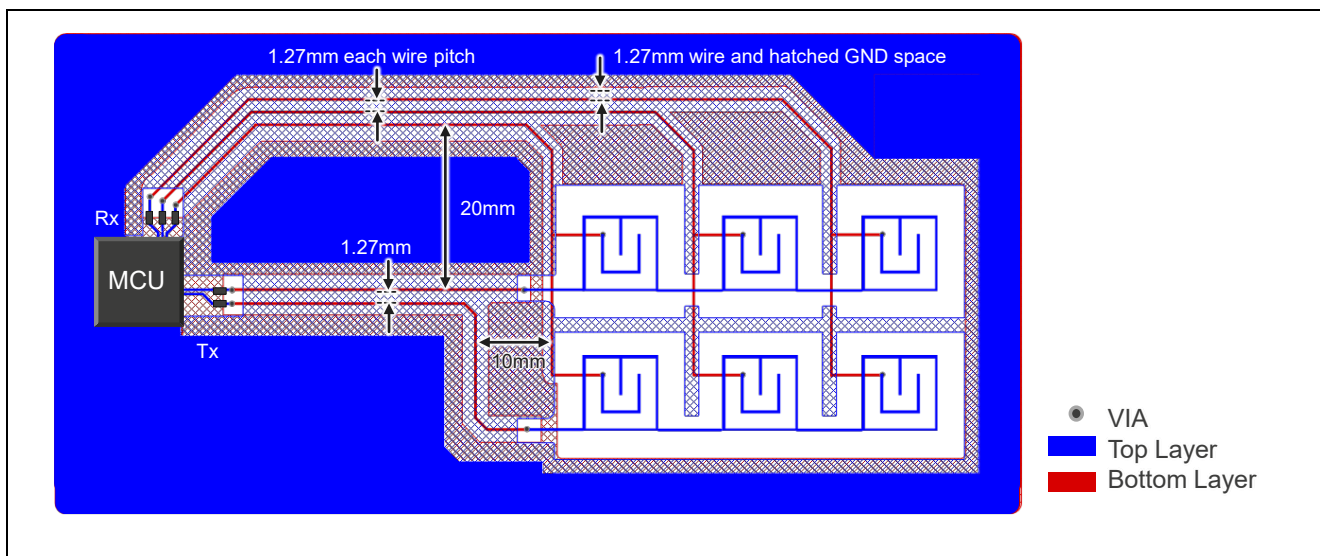 1.27mm each wire pitch
1.27mm wire and hatched GND space
20mm
Rx
1.27mm
MCU
Tx
10mm
VIA
Top Layer
Bottom Layer